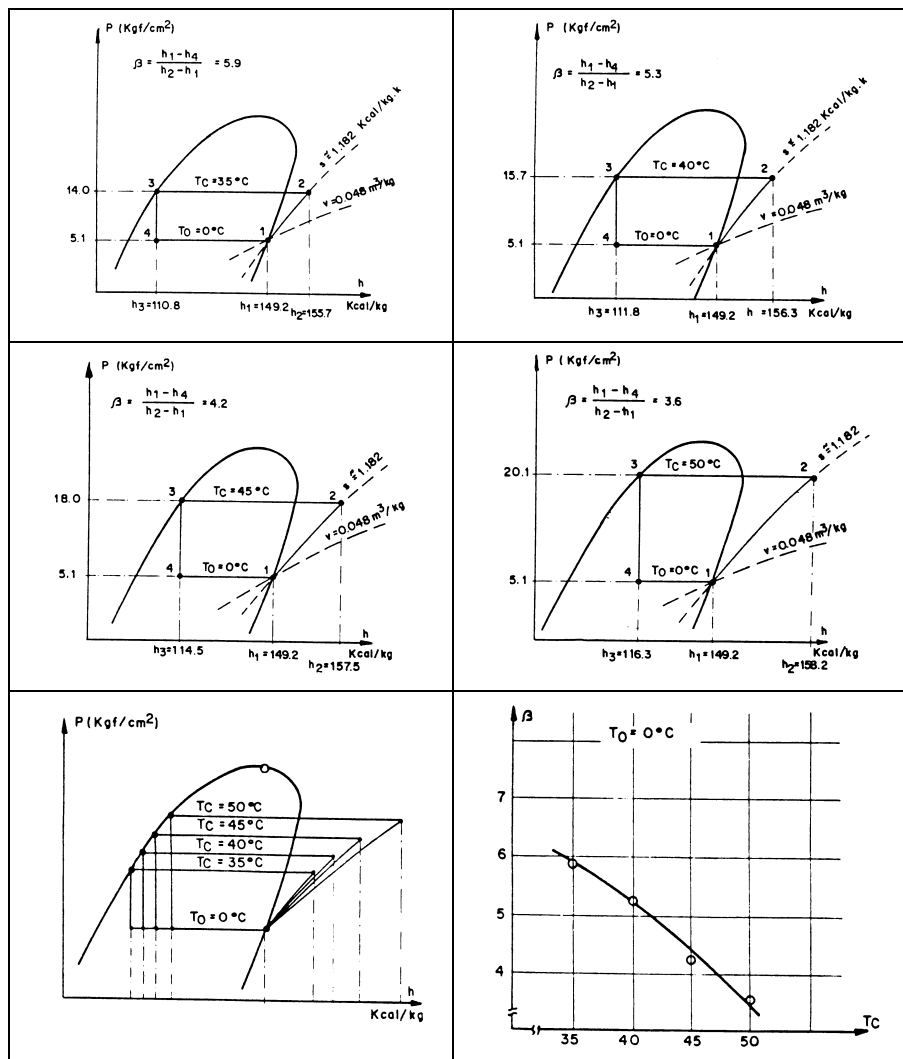 P (Kgf/cm²)
β = (h1-h4)/(h2-h1) = 5.9
s ≅ 1.182 Kcal/kg.k
14.0
3
TC=35°C
2
v=0.048 m³/kg
5.1
4
TO=0°C
1
h
h3=110.8
h1=149.2
h2=155.7
Kcal/kg
P (Kgf/cm²)
β = (h1-h4)/(h2-h1) = 5.3
s ≅ 1.182 Kcal/kg.k
15.7
3
TC=40°C
2
v=0.048 m³/kg
5.1
4
TO=0°C
1
h
h3=111.8
h1=149.2
h =156.3
Kcal/kg
P (Kgf/cm²)
β = (h1-h4)/(h2-h1) = 4.2
s ≅ 1.182
18.0
3
TC=45°C
2
v=0.048 m³/kg
5.1
4
TO=0°C
1
h
h3=114.5
h1=149.2
Kcal/kg
h2=157.5
P (Kgf/cm²)
β = (h1-h4)/(h2-h1) = 3.6
s ≅ 1.182
20.1
3
TC=50°C
2
v=0.048 m³/kg
5.1
4
TO=0°C
1
h
h3=116.3
h1=149.2
Kcal/kg
h2=158.2
P (Kgf/cm²)
TC=50°C
TC=45°C
TC=40°C
TC=35°C
TO=0°C
h
Kcal/kg
β
TO=0°C
7
6
5
4
35
40
45
50
TC